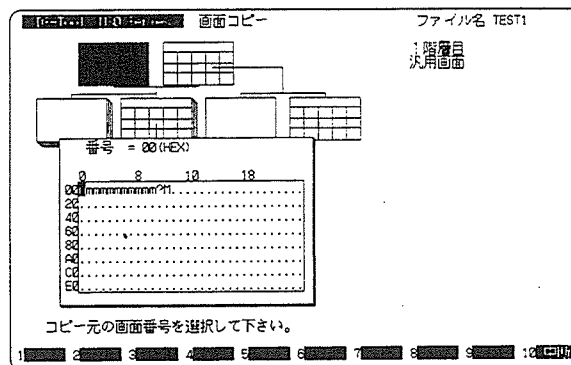 画面コピー
ファイル名 TEST1
1階層目
汎用画面
番号 = 00(HEX)
0 8 10 18
00 mmmmmmmmmm?M..............
20
40
60
80
A0
C0
E0
コピー元の画面番号を選択して下さい。
1 2 3 4 5 6 7 8 9 10